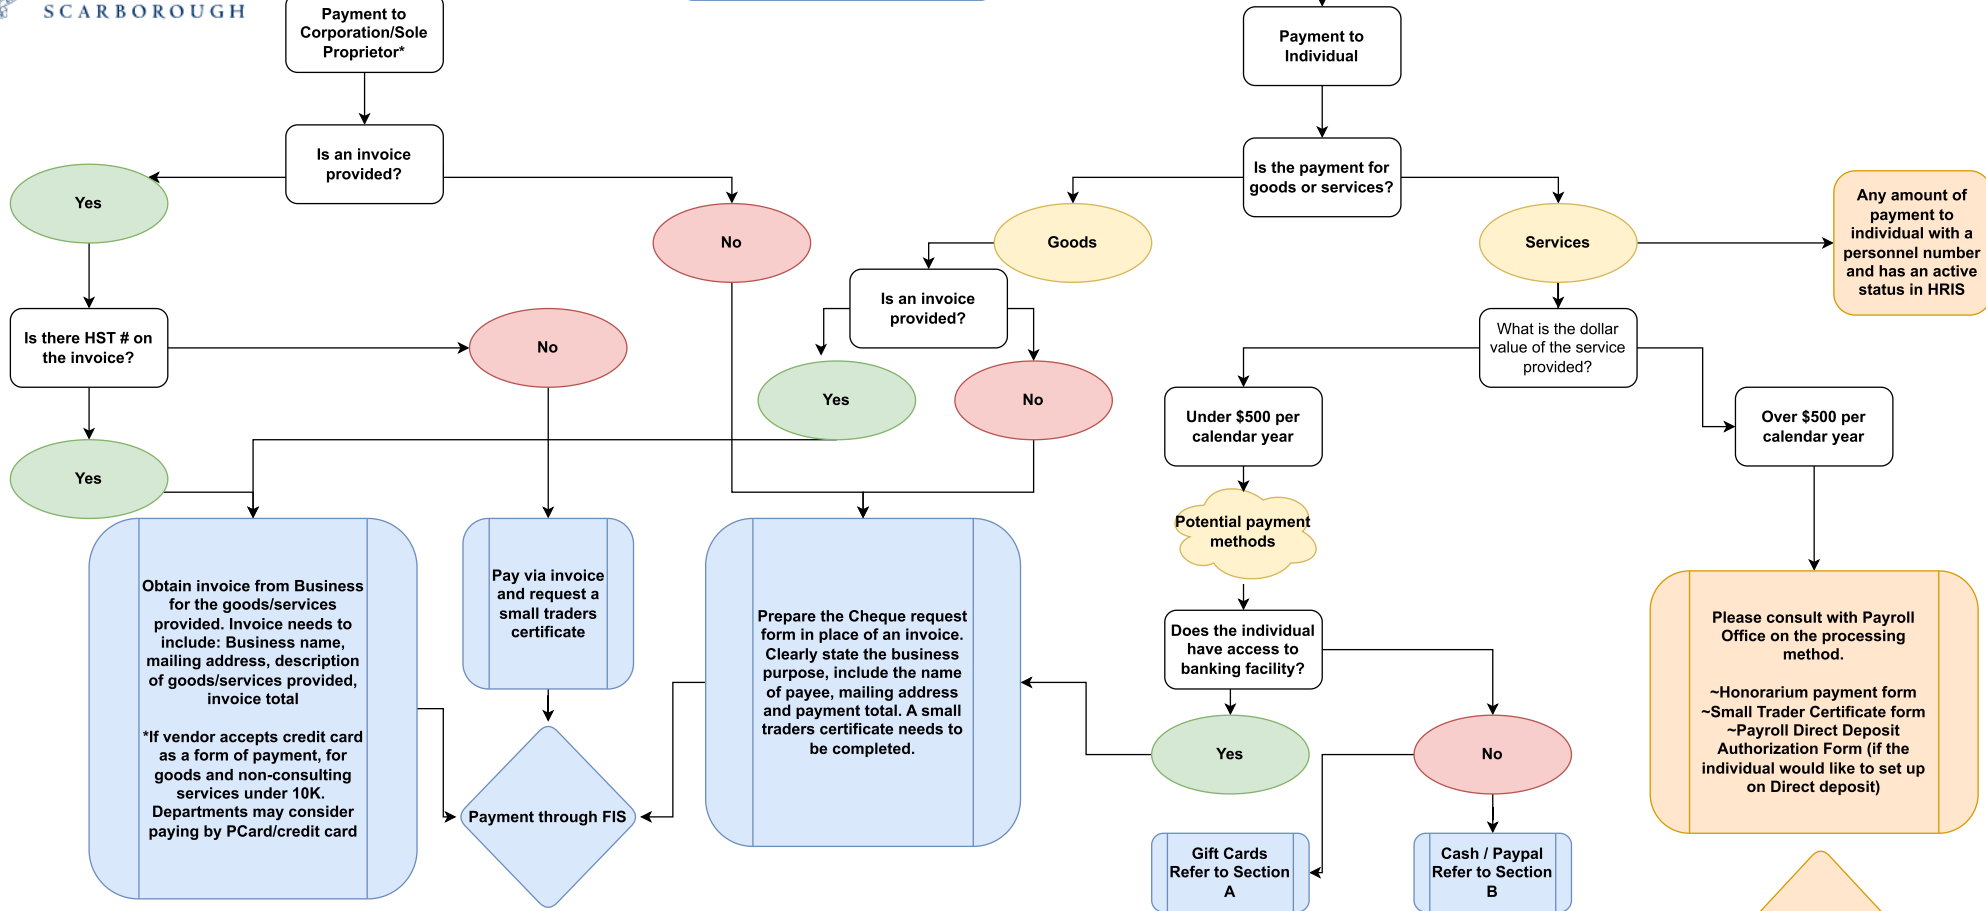 SCARBOROUGH
Payment to
Corporation/Sole
Proprietor*
Payment to
Individual
Is an invoice
provided?
Is the payment for
goods or services?
Yes
No
Goods
Services
Any amount of
payment to
individual with a
personnel number
and has an active
status in HRIS
Is there HST # on
the invoice?
No
Is an invoice
provided?
What is the dollar
value of the service
provided?
Yes
No
Under $500 per
calendar year
Over $500 per
calendar year
Yes
Potential payment
methods
Obtain invoice from Business
for the goods/services
provided. Invoice needs to
include: Business name,
mailing address, description
of goods/services provided,
invoice total
*If vendor accepts credit card
as a form of payment, for
goods and non-consulting
services under 10K.
Departments may consider
paying by PCard/credit card
Pay via invoice
and request a
small traders
certificate
Prepare the Cheque request
form in place of an invoice.
Clearly state the business
purpose, include the name
of payee, mailing address
and payment total. A small
traders certificate needs to
be completed.
Does the individual
have access to
banking facility?
Please consult with Payroll
Office on the processing
method.
~Honorarium payment form
~Small Trader Certificate form
~Payroll Direct Deposit
Authorization Form (if the
individual would like to set up
on Direct deposit)
Yes
No
Payment through FIS
Gift Cards
Refer to Section
A
Cash / Paypal
Refer to Section
B